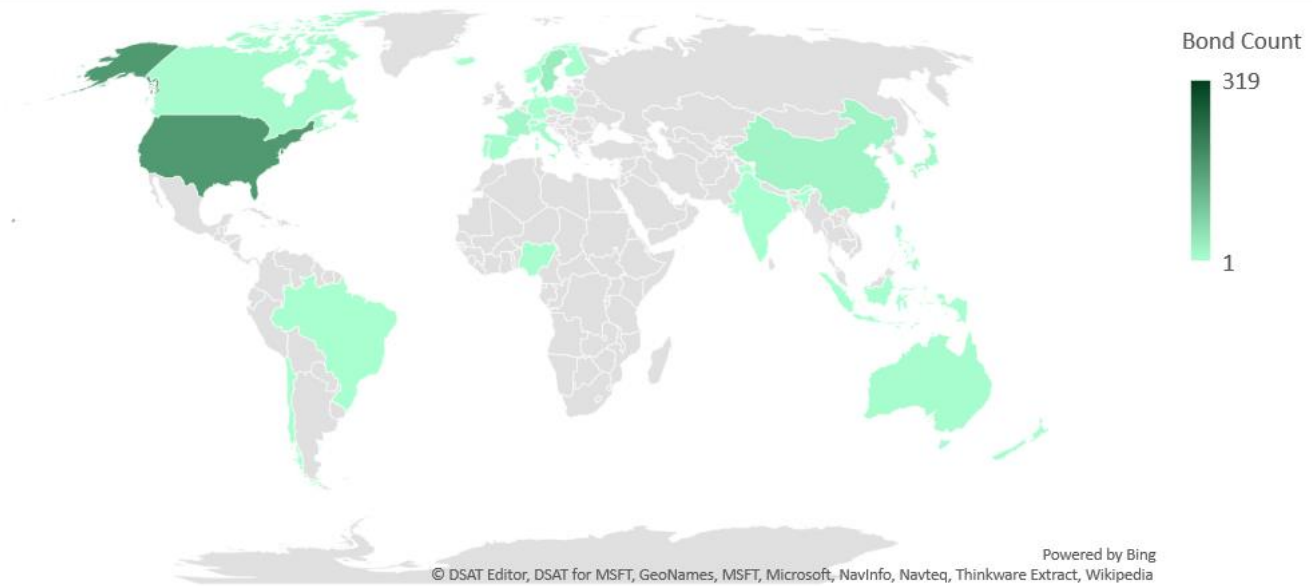 Bond Count
319
1
Powered by Bing
© DSAT Editor, DSAT for MSFT, GeoNames, MSFT, Microsoft, NavInfo, Navteq, Thinkware Extract, Wikipedia